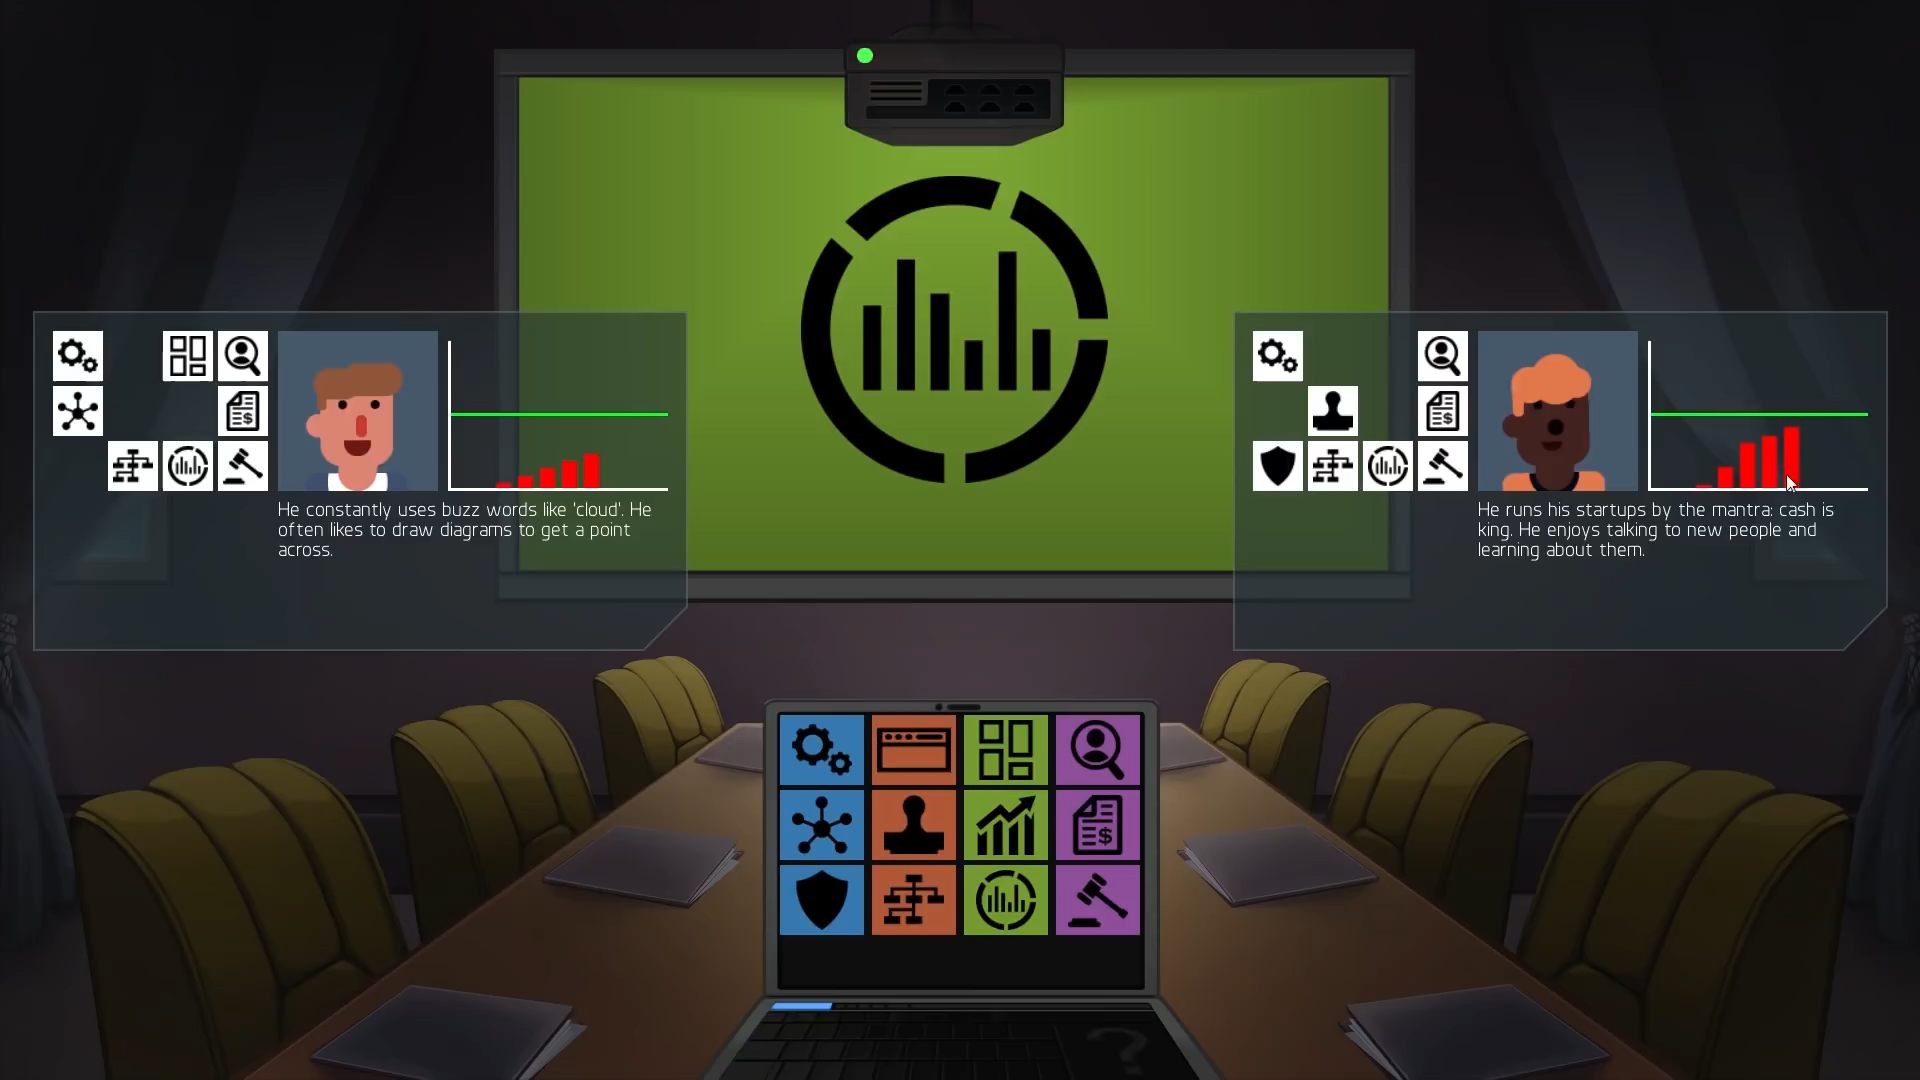 He constantly uses buzz words like 'cloud'. He
often likes to draw diagrams to get a point
across.
He runs his startups by the mantra: cash is
king. He enjoys talking to new people and
learning about them.